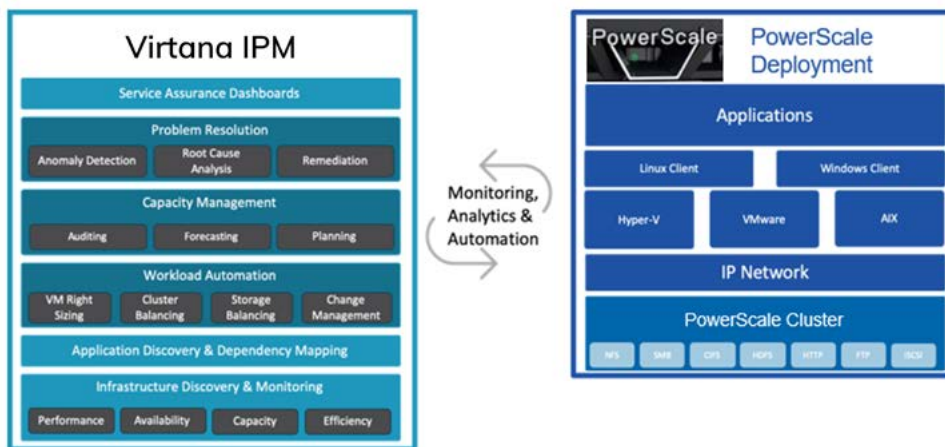 Virtana IPM
Service Assurance Dashboards
Problem Resolution
Anomaly Detection
Root Cause
Analysis
Remediation
Capacity Management
Auditing
Forecasting
Planning
Workload Automation
VM Right
Sizing
Cluster
Balancing
Storage
Balancing
Change
Management
Application Discovery & Dependency Mapping
Infrastructure Discovery & Monitoring
Performance
Availability
Capacity
Efficiency
Monitoring,
Analytics &
Automation
PowerScale
PowerScale
Deployment
Applications
Linux Client
Windows Client
Hyper-V
VMware
AIX
IP Network
PowerScale Cluster
NFS
SMB
CIFS
HDFS
HTTP
FTP
iSCSI